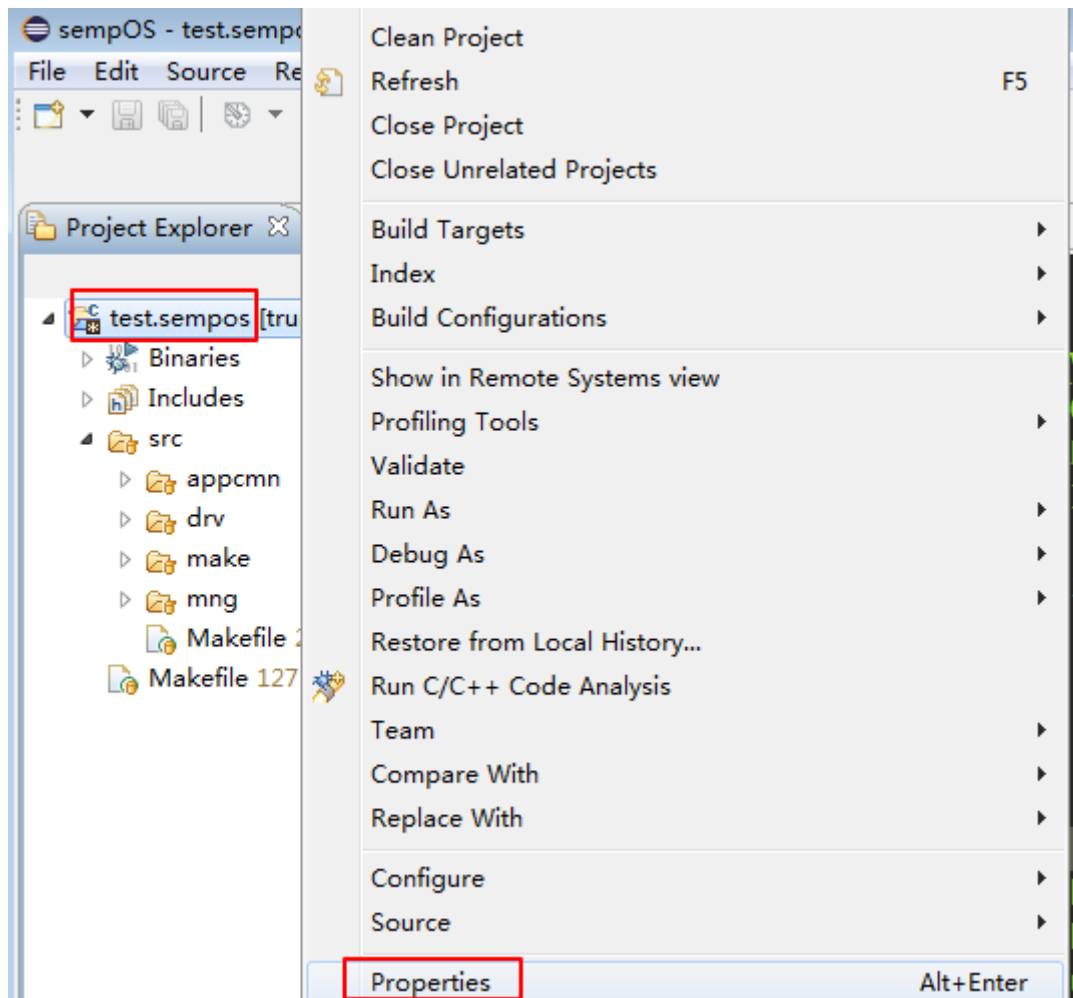 sempOS - test.sempo
File Edit Source Re
Project Explorer
test.sempos [tru
Binaries
Includes
src
appcmn
drv
make
mng
Makefile 2
Makefile 127
Clean Project
Refresh F5
Close Project
Close Unrelated Projects
Build Targets
Index
Build Configurations
Show in Remote Systems view
Profiling Tools
Validate
Run As
Debug As
Profile As
Restore from Local History...
Run C/C++ Code Analysis
Team
Compare With
Replace With
Configure
Source
Properties Alt+Enter